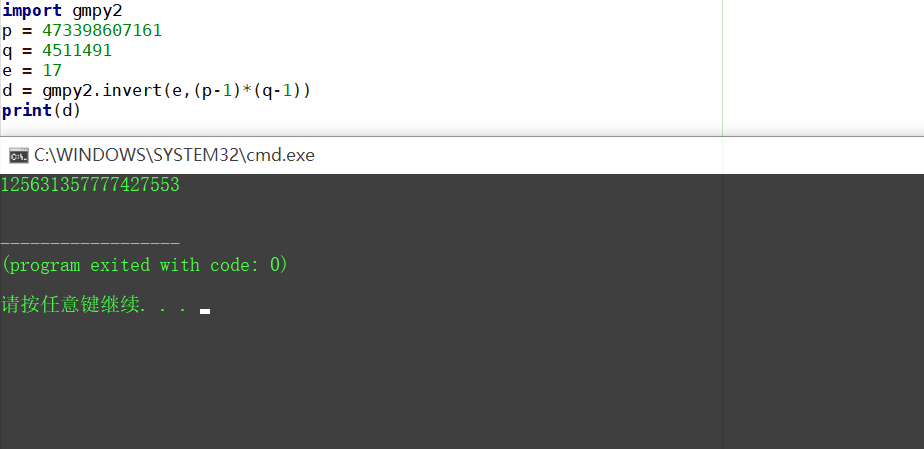 import gmpy2
p = 473398607161
q = 4511491
e = 17
d = gmpy2.invert(e,(p-1)*(q-1))
print(d)
C:\WINDOWS\SYSTEM32\cmd.exe
125631357777427553
------------------
(program exited with code: 0)
请按任意键继续. . .